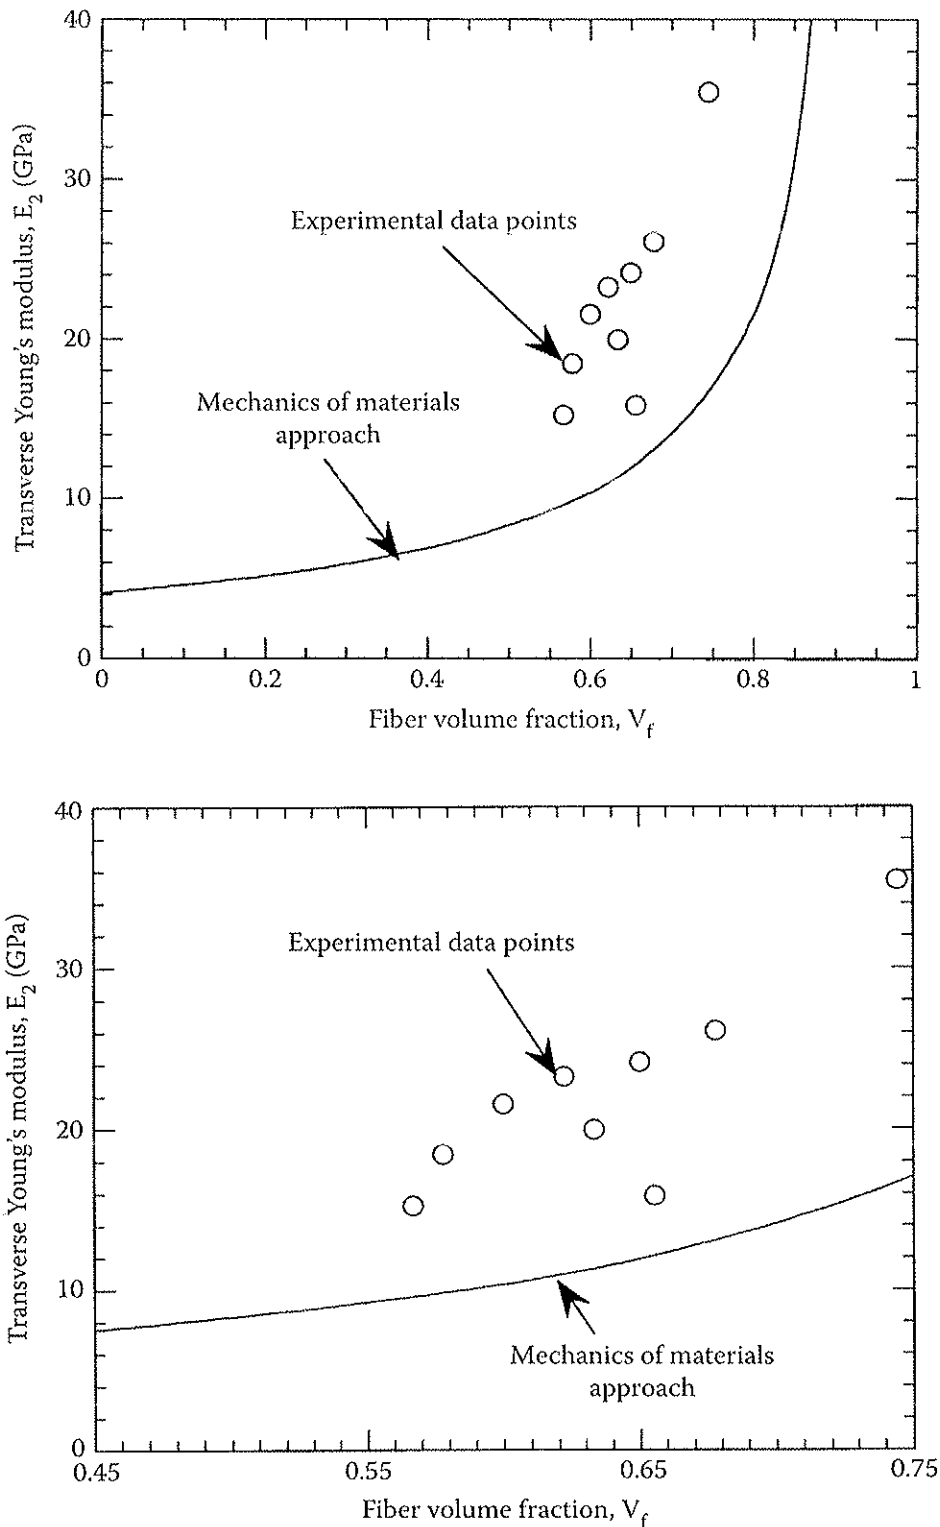 40
30
20
10
0
Transverse Young's modulus, E₂ (GPa)
Experimental data points
Mechanics of materials
approach
0 0.2 0.4 0.6 0.8 1
Fiber volume fraction, V_f
40
30
20
10
0
Transverse Young's modulus, E₂ (GPa)
Experimental data points
Mechanics of materials
approach
0.45 0.55 0.65 0.75
Fiber volume fraction, V_f